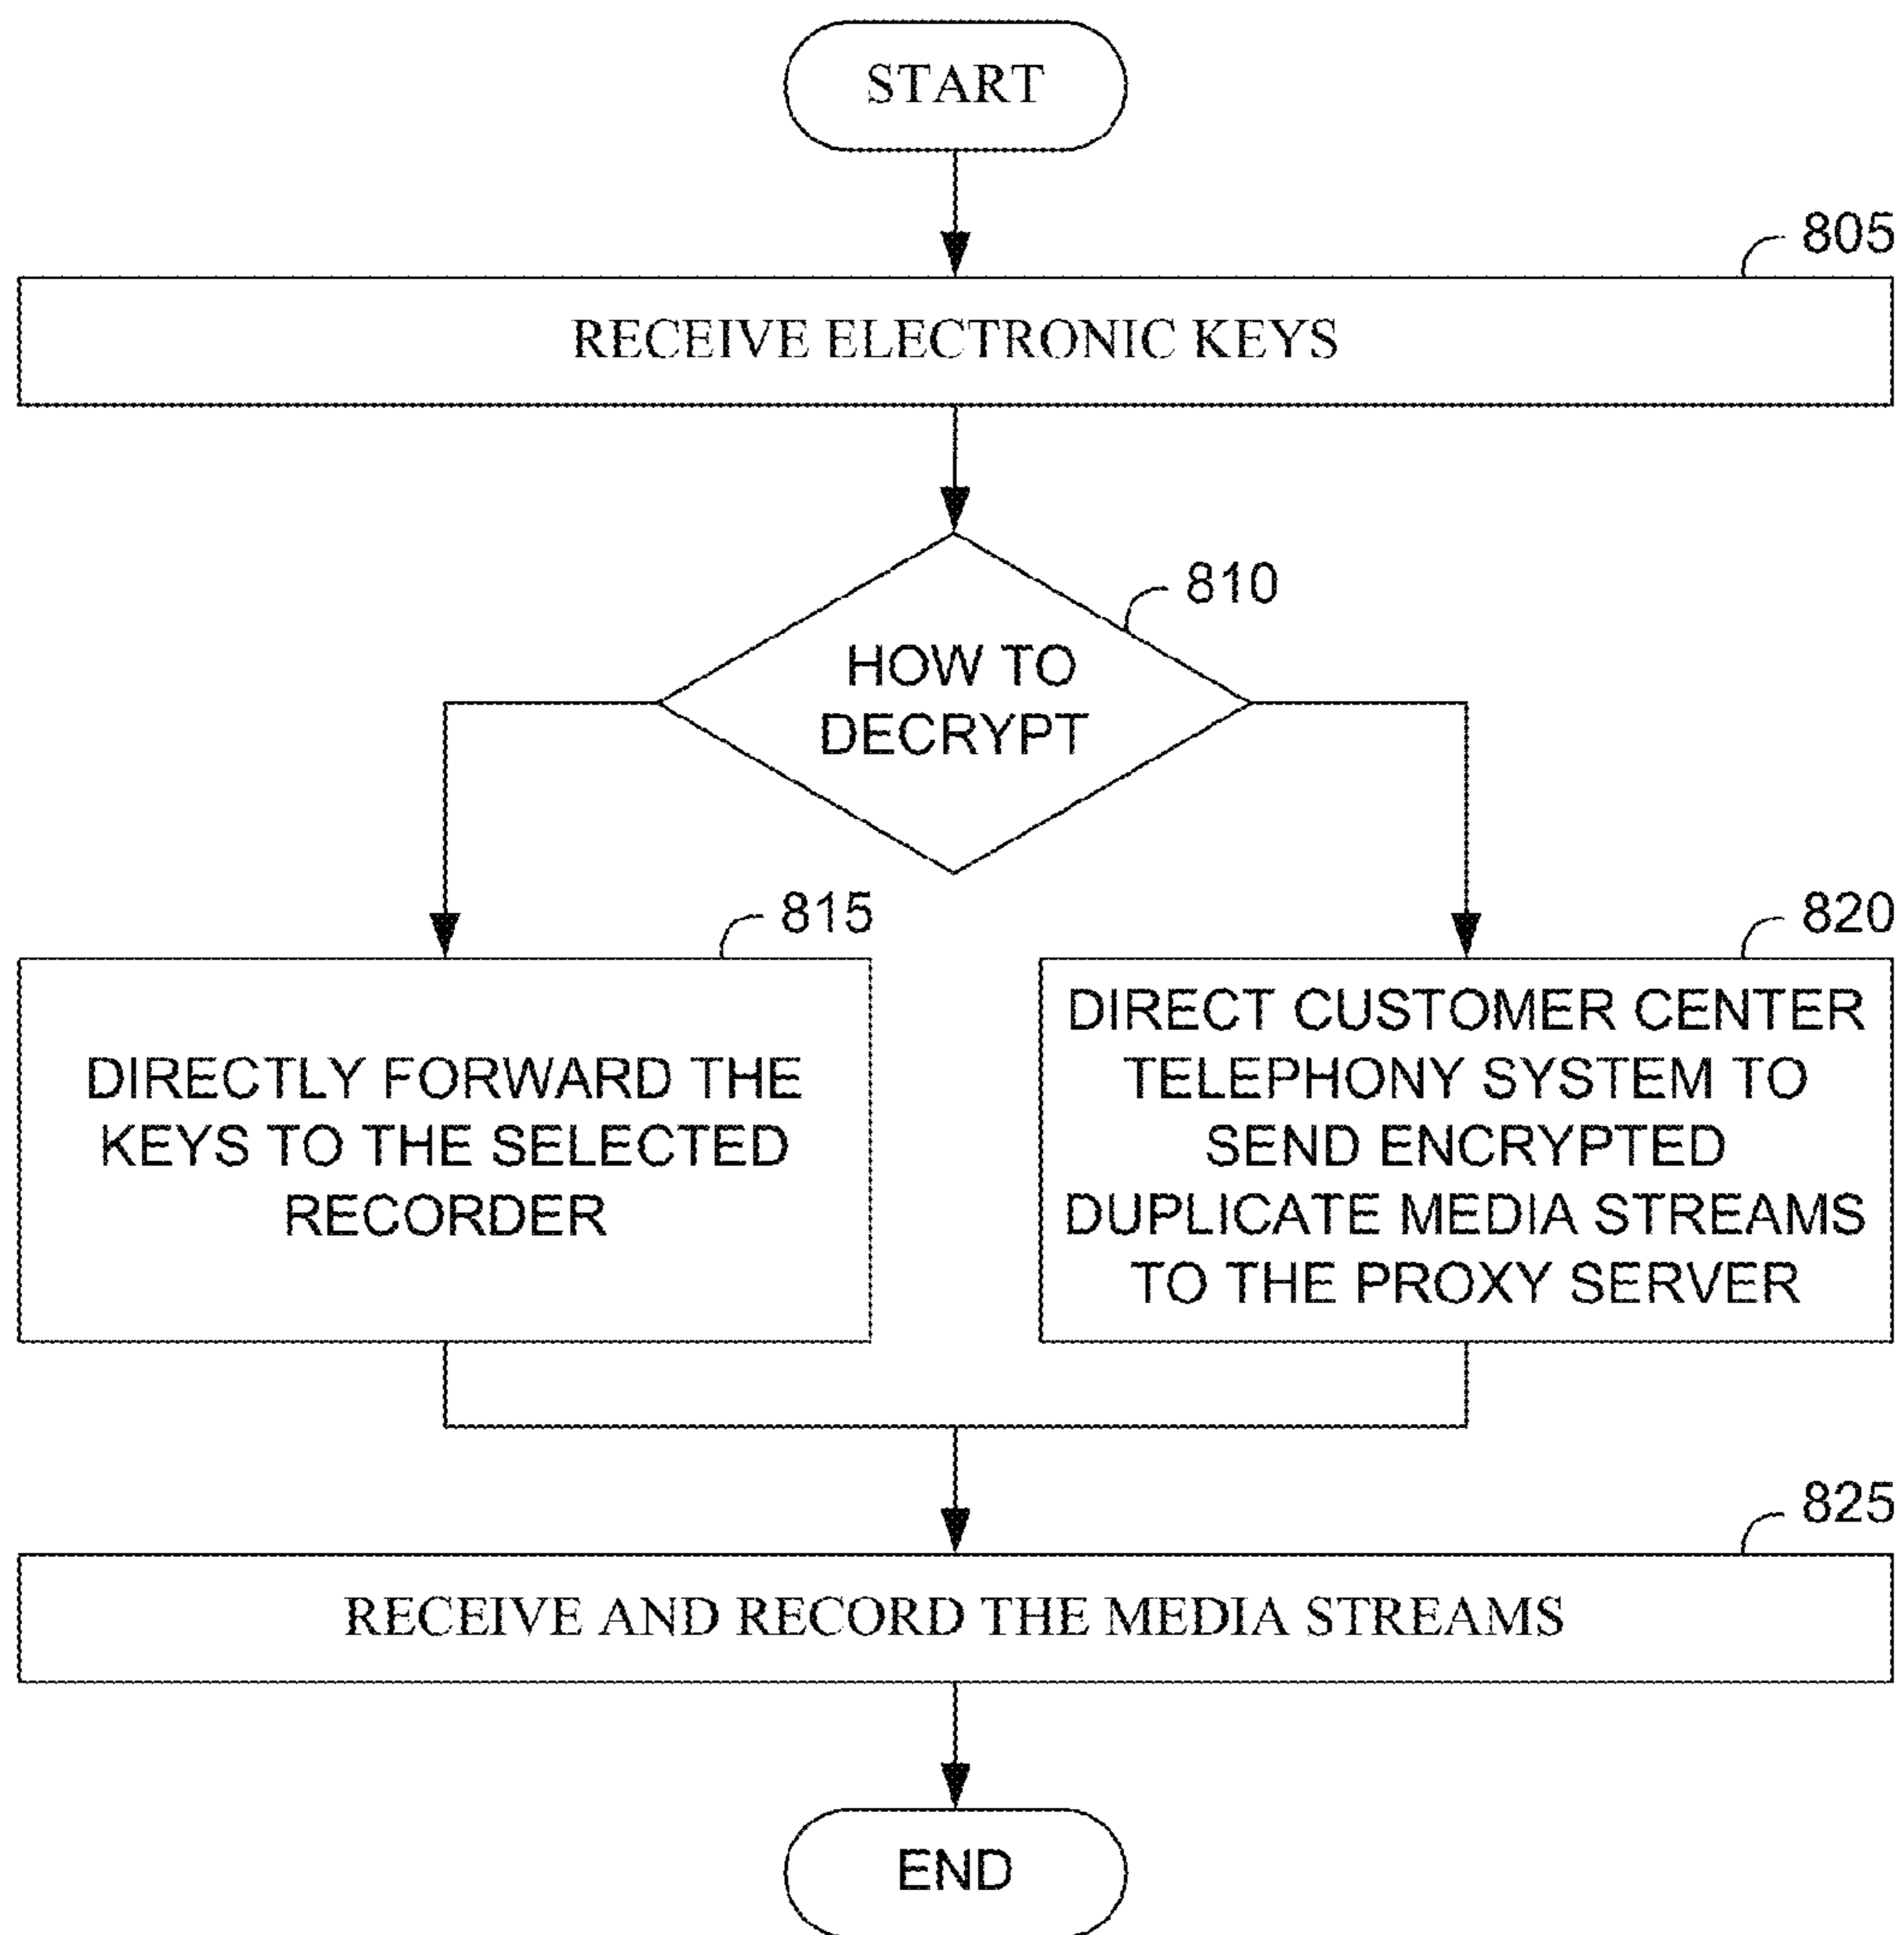 START
805
RECEIVE ELECTRONIC KEYS
810
HOW TO
DECRYPT
815
DIRECTLY FORWARD THE
KEYS TO THE SELECTED
RECORDER
820
DIRECT CUSTOMER CENTER
TELEPHONY SYSTEM TO
SEND ENCRYPTED
DUPLICATE MEDIA STREAMS
TO THE PROXY SERVER
825
RECEIVE AND RECORD THE MEDIA STREAMS
END